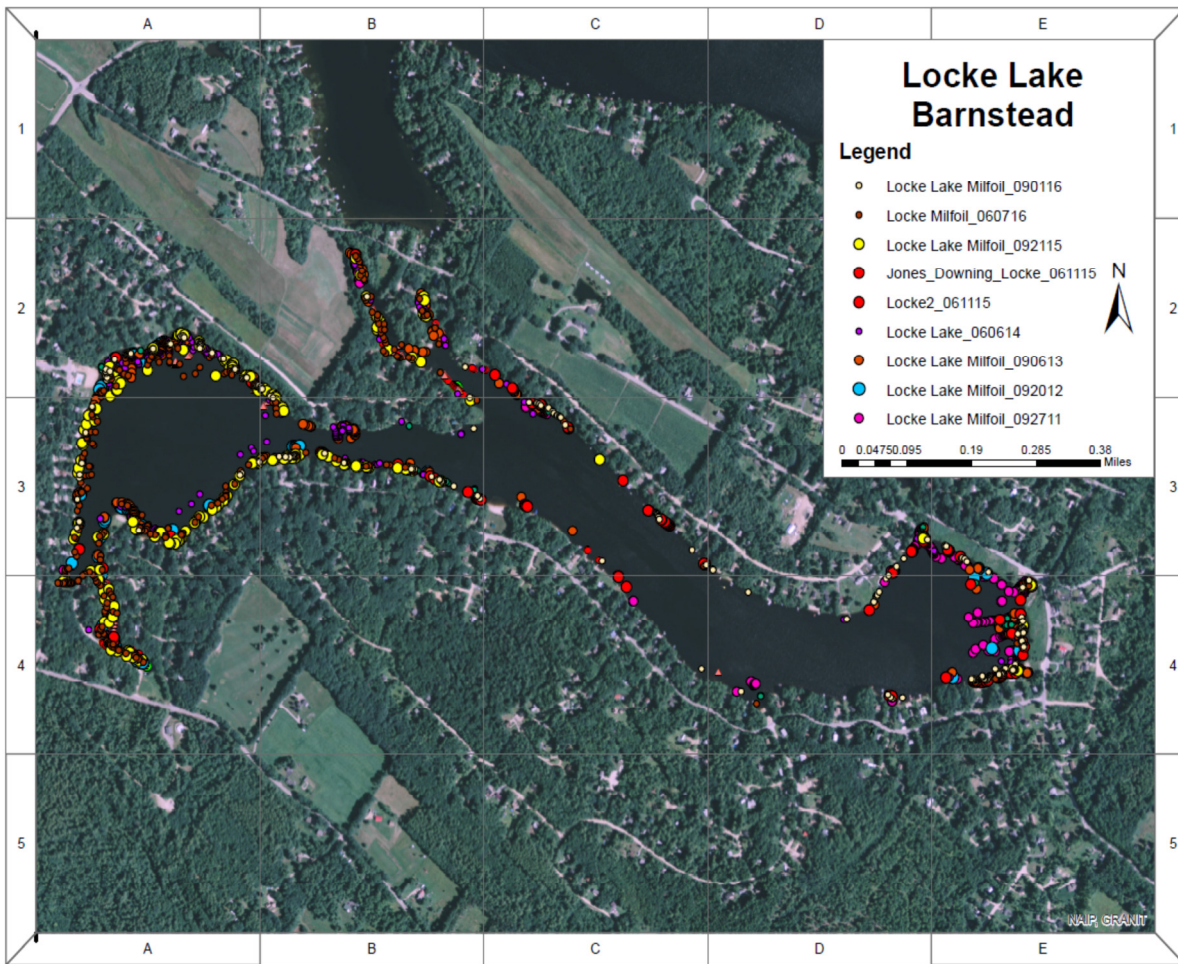 A B C D E
Locke Lake
Barnstead
Legend
Locke Lake Milfoil_090116
Locke Milfoil_060716
Locke Lake Milfoil_092115
Jones_Downing_Locke_061115
Locke2_061115
Locke Lake_060614
Locke Lake Milfoil_090613
Locke Lake Milfoil_092012
Locke Lake Milfoil_092711
N
0 0.04750.095 0.19 0.285 0.38
Miles
1 1
2 2
3 3
4 4
5 5
NAIP, GRANIT
A B C D E